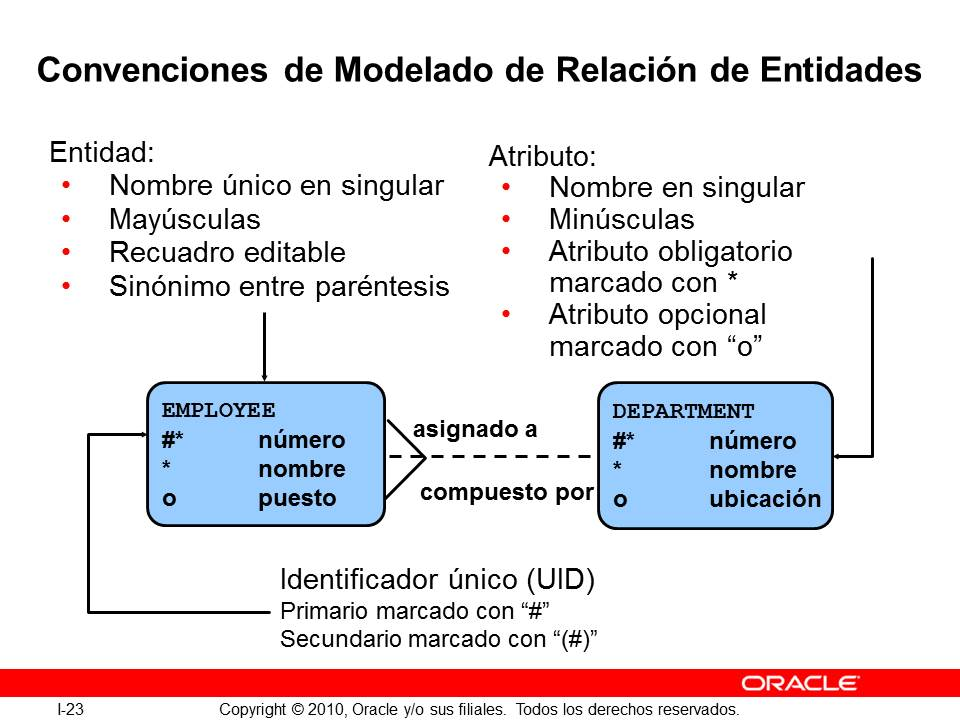 Convenciones de Modelado de Relación de Entidades
Entidad:
• Nombre único en singular
• Mayúsculas
• Recuadro editable
• Sinónimo entre paréntesis
Atributo:
• Nombre en singular
• Minúsculas
• Atributo obligatorio
marcado con *
• Atributo opcional
marcado con “o”
EMPLOYEE
#* número
* nombre
o puesto
asignado a
compuesto por
DEPARTMENT
#* número
* nombre
o ubicación
Identificador único (UID)
Primario marcado con “#”
Secundario marcado con “(#)”
ORACLE
I-23 Copyright © 2010, Oracle y/o sus filiales. Todos los derechos reservados.